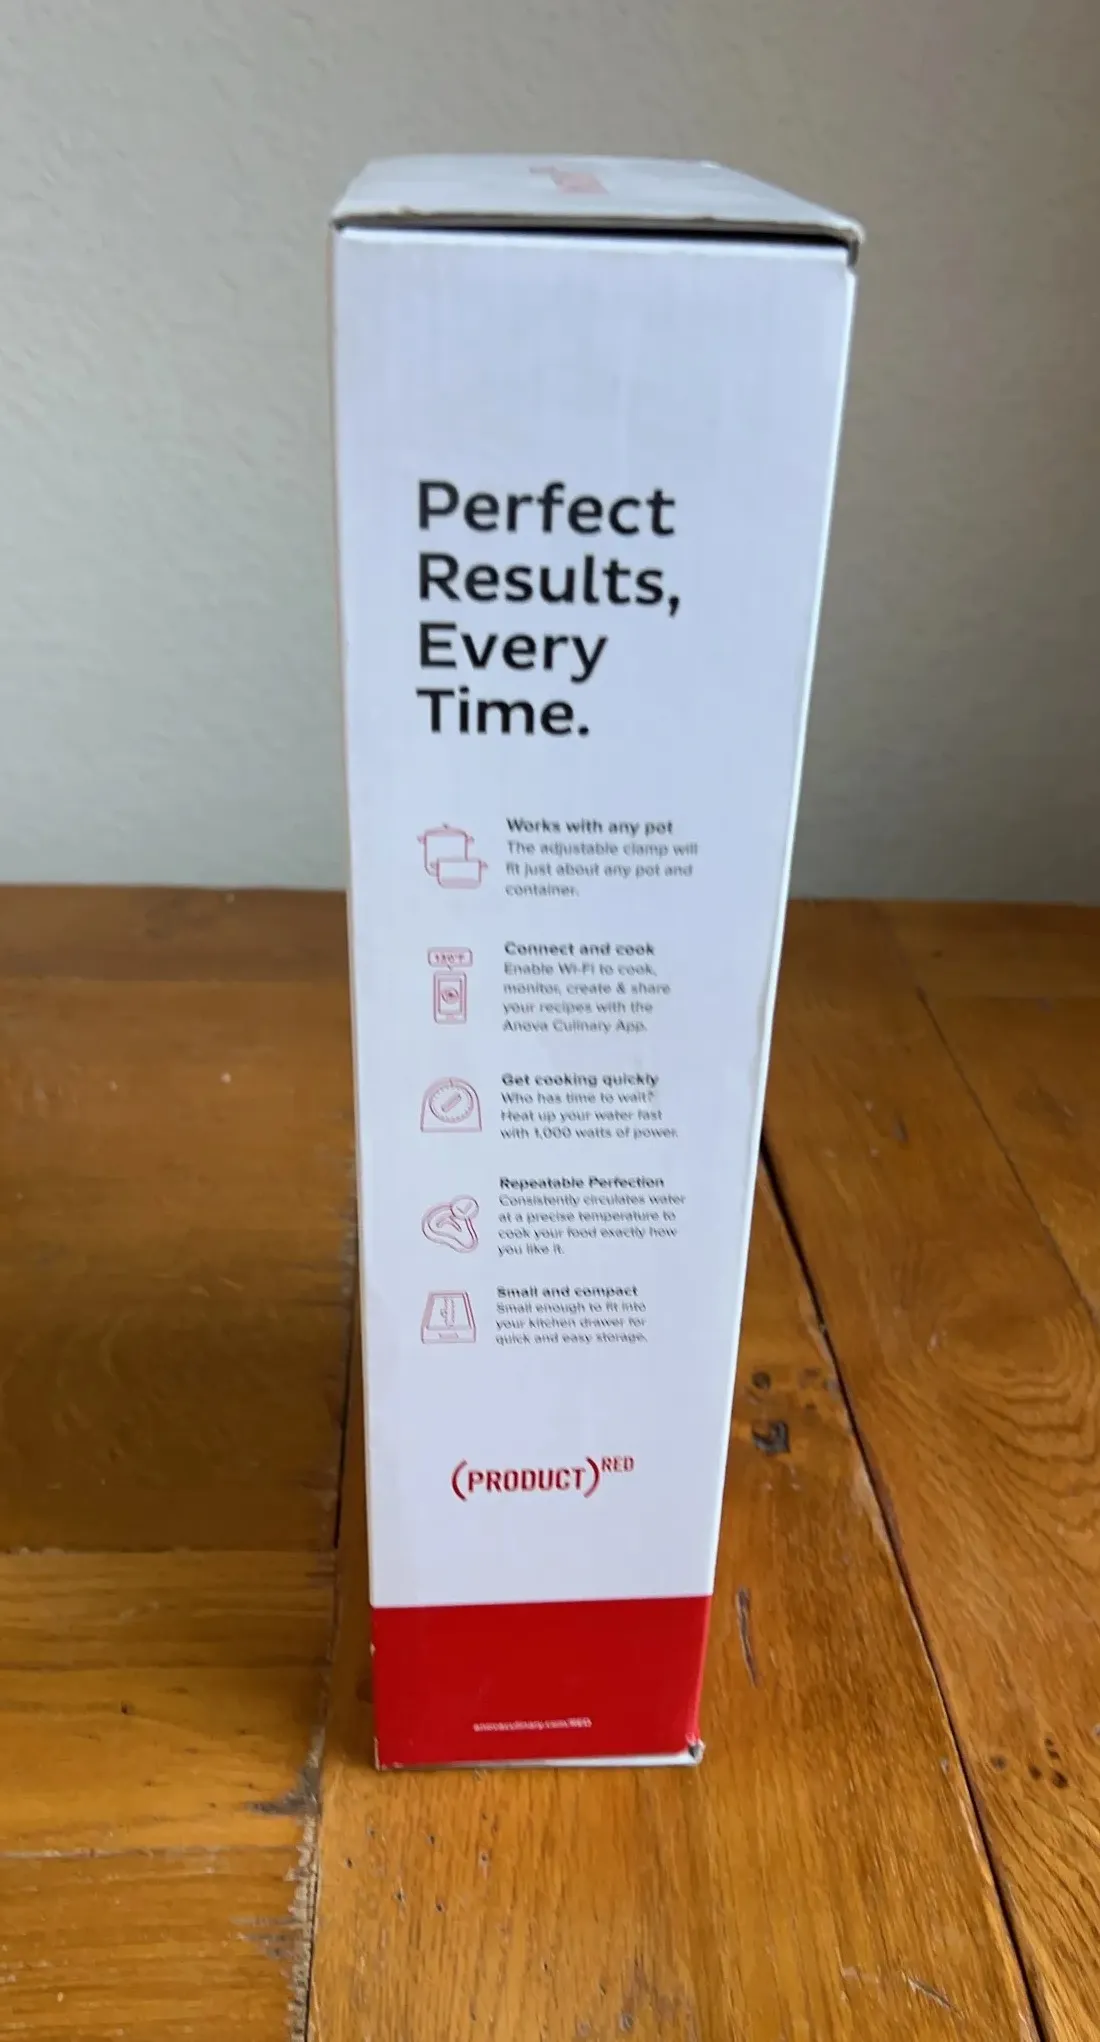 Perfect
Results,
Every
Time.
Works with any pot
The adjustable clamp will
fit just about any pot and
container.
Connect and cook
Enable Wi-Fi to cook,
monitor, create & share
your recipes with the
Anova Culinary App.
Get cooking quickly
Who has time to wait?
Heat up your water fast
with 1,000 watts of power.
Repeatable Perfection
Consistently circulates water
at a precise temperature to
cook your food exactly how
you like it.
Small and compact
Small enough to fit into
your kitchen drawer for
quick and easy storage.
(PRODUCT)RED
anovaculinary.com/RED